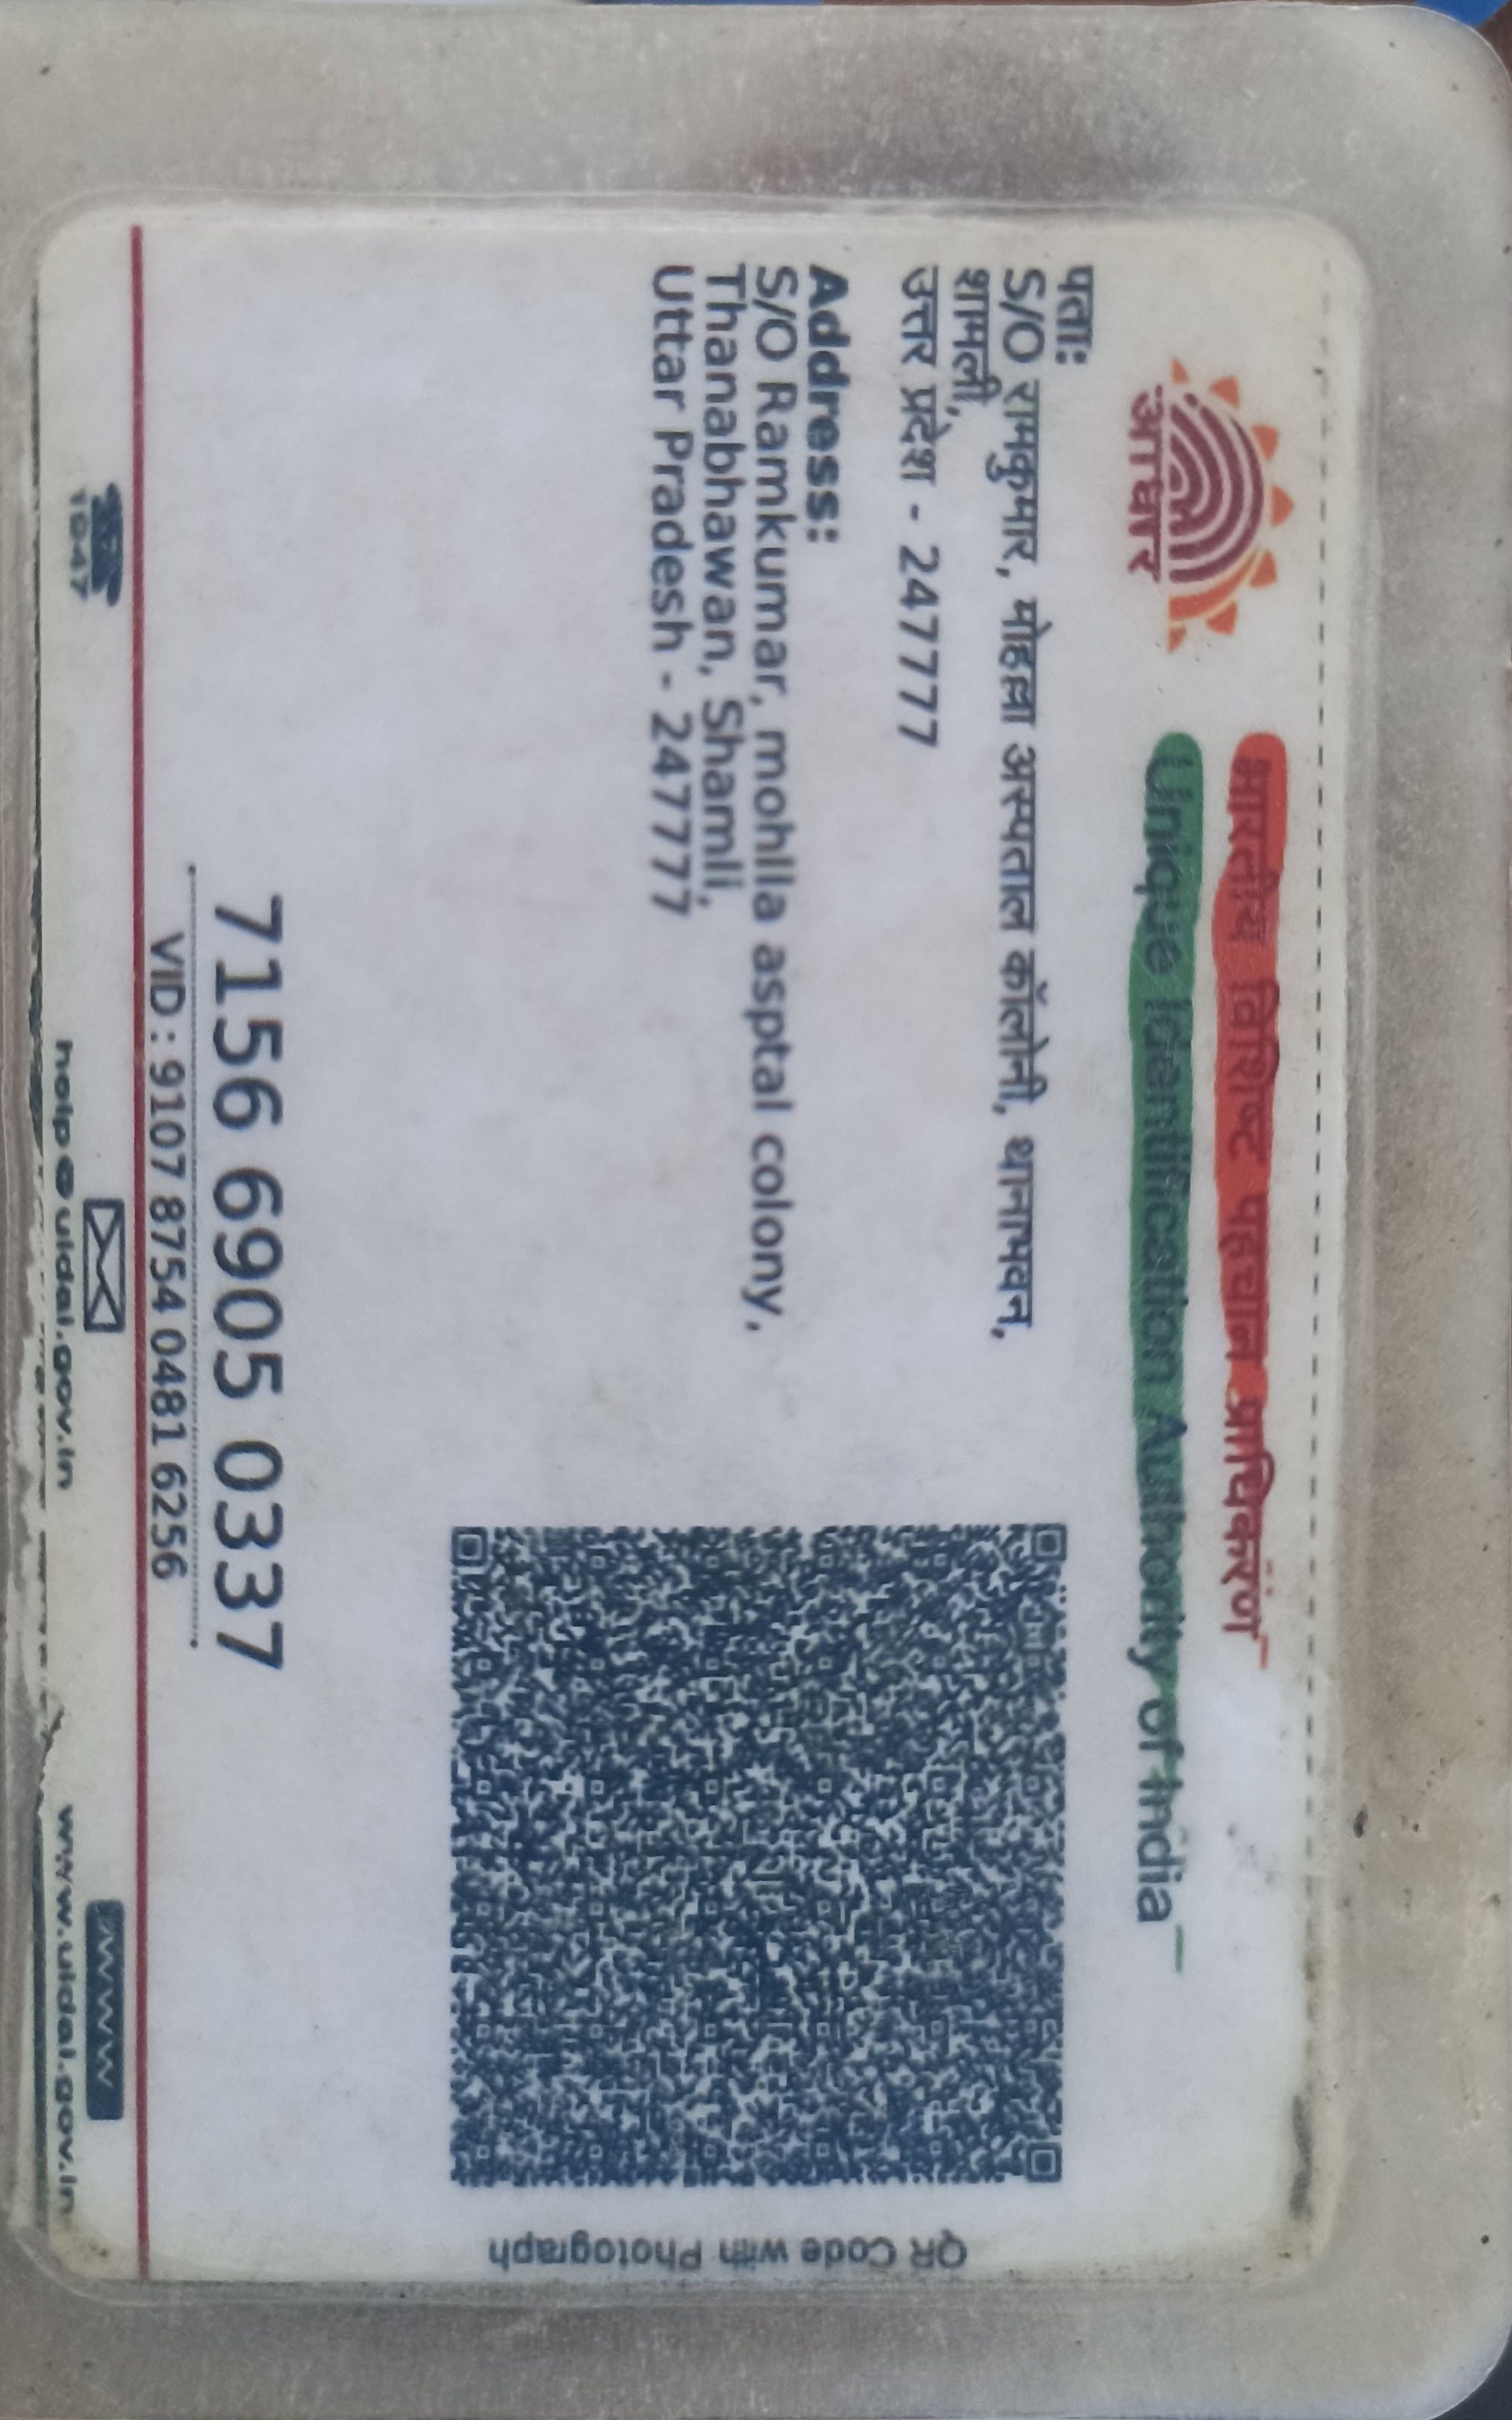 आधार
भारतीय विशिष्ट पहचान प्राधिकरण
Unique Identification Authority of India
पता:
S/O रामकुमार, मोहल्ला अस्पताल कॉलोनी, थानाभवन,
शामली,
उत्तर प्रदेश - 247777
Address:
S/O Ramkumar, mohlla asptal colony,
Thanabhawan, Shamli,
Uttar Pradesh - 247777
QR Code with Photograph
7156 6905 0337
VID : 9107 8754 0481 6256
1947
help@uidai.gov.in
WWW
www.uidai.gov.in